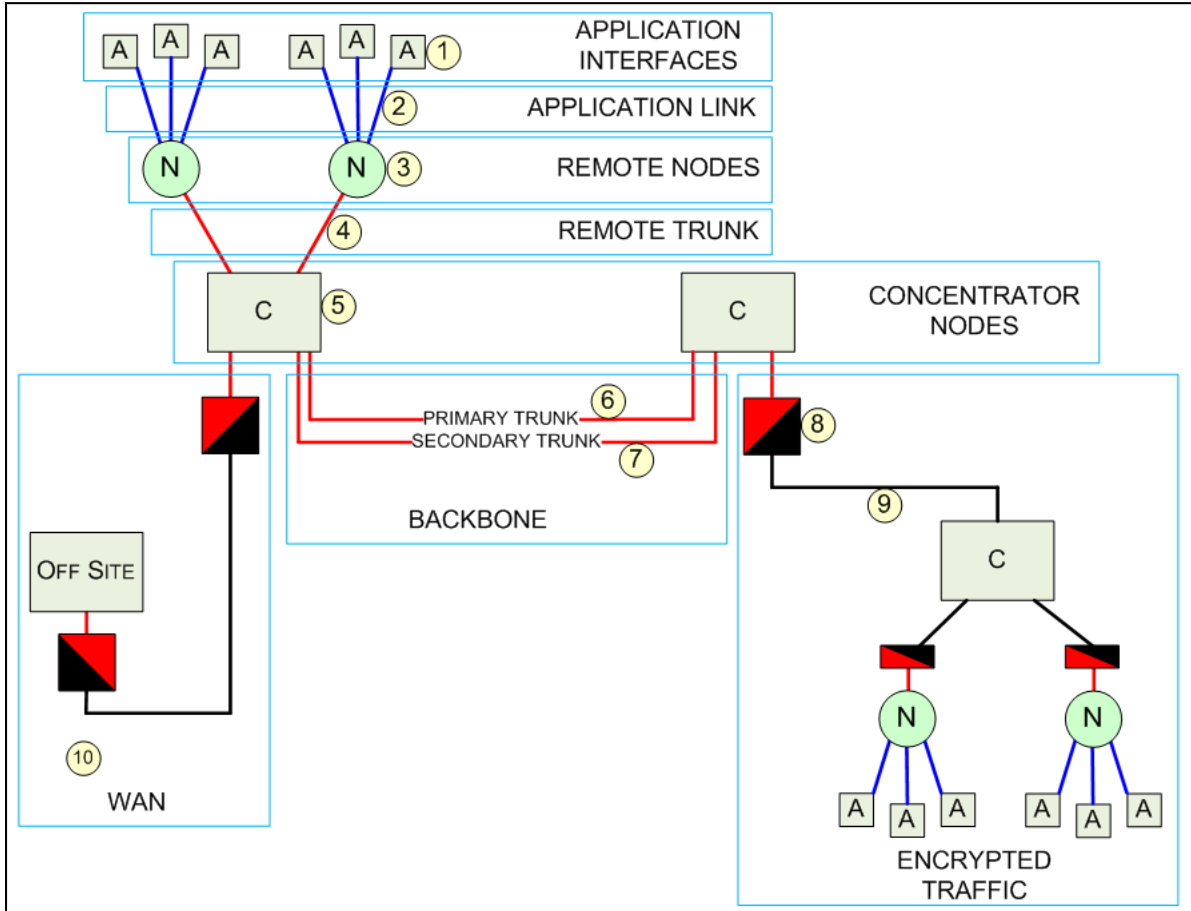 A A A A A A 1 APPLICATION
INTERFACES
2 APPLICATION LINK
N N 3 REMOTE NODES
4 REMOTE TRUNK
C 5 C CONCENTRATOR
NODES
6
PRIMARY TRUNK
SECONDARY TRUNK
7
BACKBONE
8
9
C
OFF SITE
10
WAN
N N
A A A A A A
ENCRYPTED
TRAFFIC